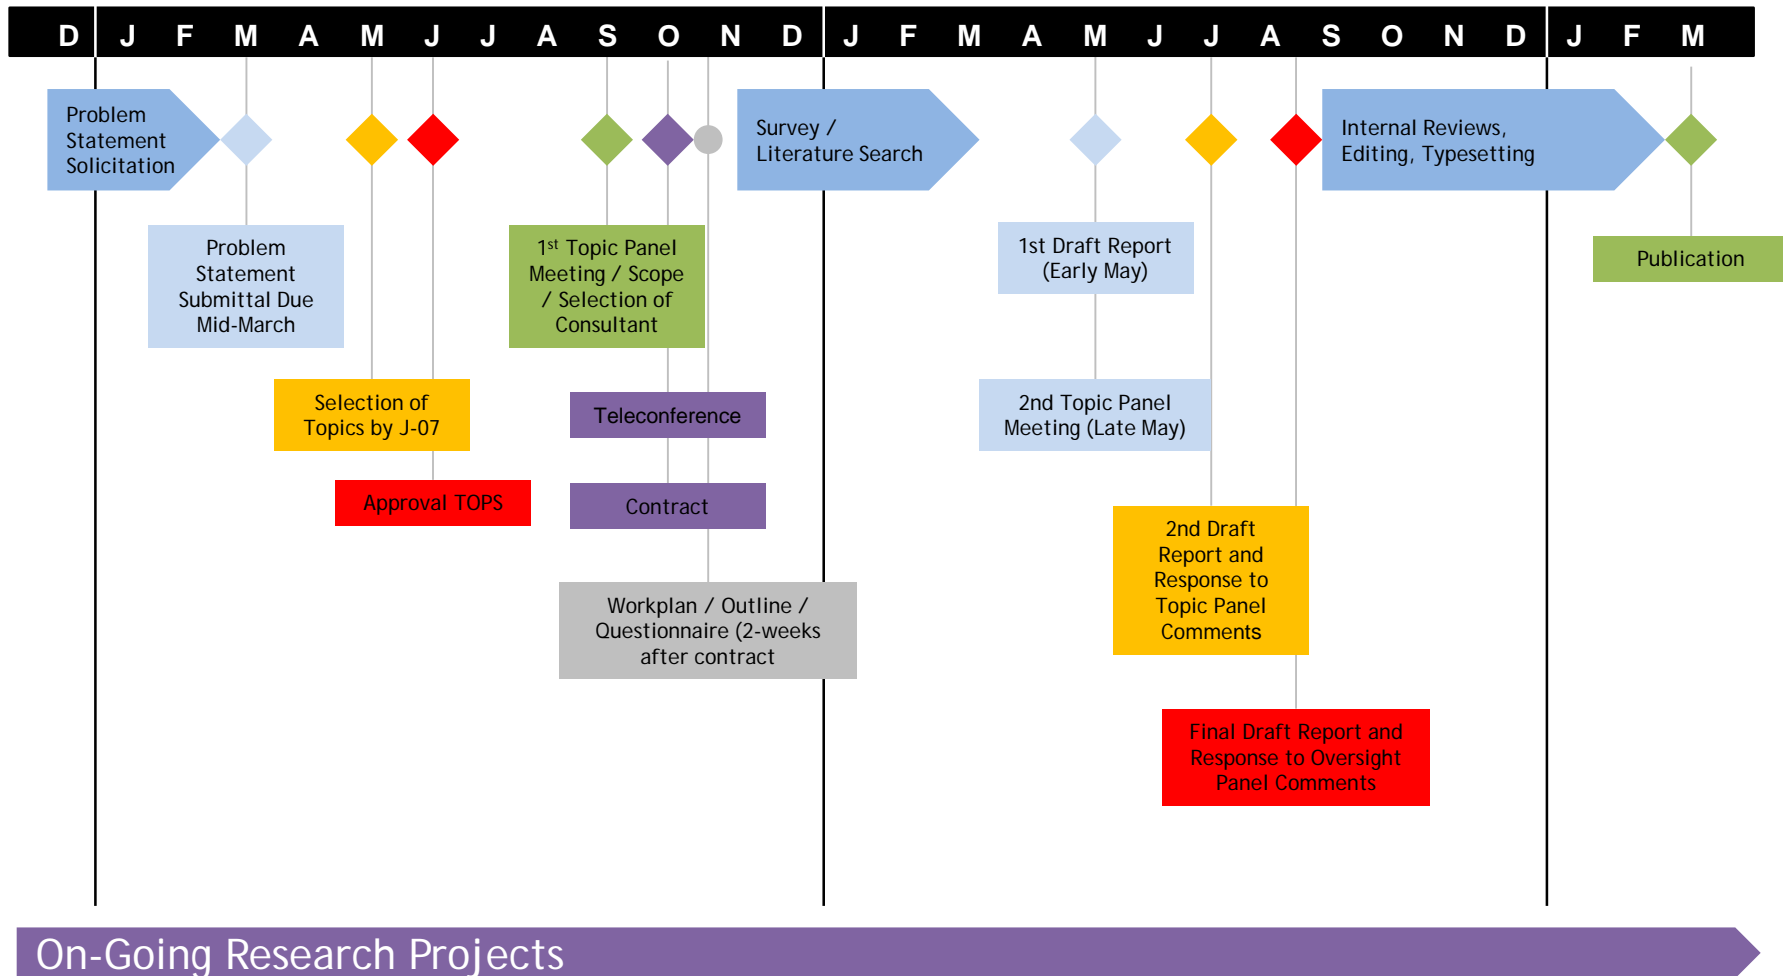 D J F M A M J J A S O N D J F M A M J J A S O N D J F M
Problem
Statement
Solicitation
Survey /
Literature Search
Internal Reviews,
Editing, Typesetting
Problem
Statement
Submittal Due
Mid-March
1st Topic Panel
Meeting / Scope
/ Selection of
Consultant
1st Draft Report
(Early May)
Publication
Selection of
Topics by J-07
Teleconference
2nd Topic Panel
Meeting (Late May)
Approval TOPS
Contract
2nd Draft
Report and
Response to
Topic Panel
Comments
Workplan / Outline /
Questionnaire (2-weeks
after contract
Final Draft Report and
Response to Oversight
Panel Comments
On-Going Research Projects